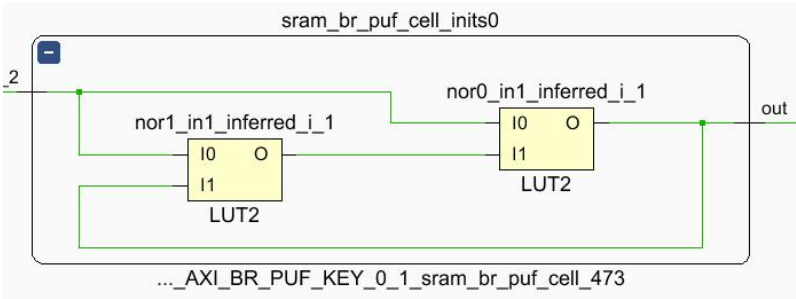 sram_br_puf_cell_inits0
_2
nor0_in1_inferred_i_1
nor1_in1_inferred_i_1
out
I0 O
I1
LUT2
I0 O
I1
LUT2
..._AXI_BR_PUF_KEY_0_1_sram_br_puf_cell_473